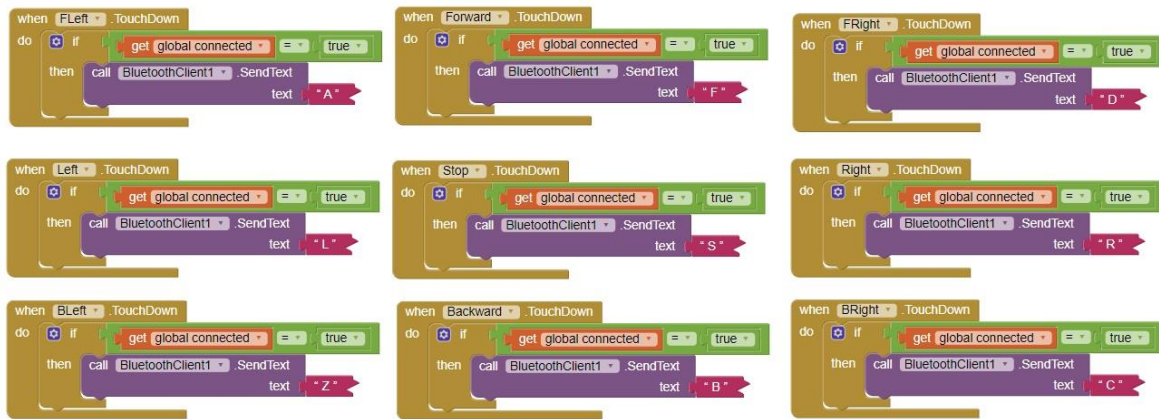 when FLeft .TouchDown
do if get global connected = true
then call BluetoothClient1 .SendText
text "A"
when Forward .TouchDown
do if get global connected = true
then call BluetoothClient1 .SendText
text "F"
when FRight .TouchDown
do if get global connected = true
then call BluetoothClient1 .SendText
text "D"
when Left .TouchDown
do if get global connected = true
then call BluetoothClient1 .SendText
text "L"
when Stop .TouchDown
do if get global connected = true
then call BluetoothClient1 .SendText
text "S"
when Right .TouchDown
do if get global connected = true
then call BluetoothClient1 .SendText
text "R"
when BLeft .TouchDown
do if get global connected = true
then call BluetoothClient1 .SendText
text "Z"
when Backward .TouchDown
do if get global connected = true
then call BluetoothClient1 .SendText
text "B"
when BRight .TouchDown
do if get global connected = true
then call BluetoothClient1 .SendText
text "C"